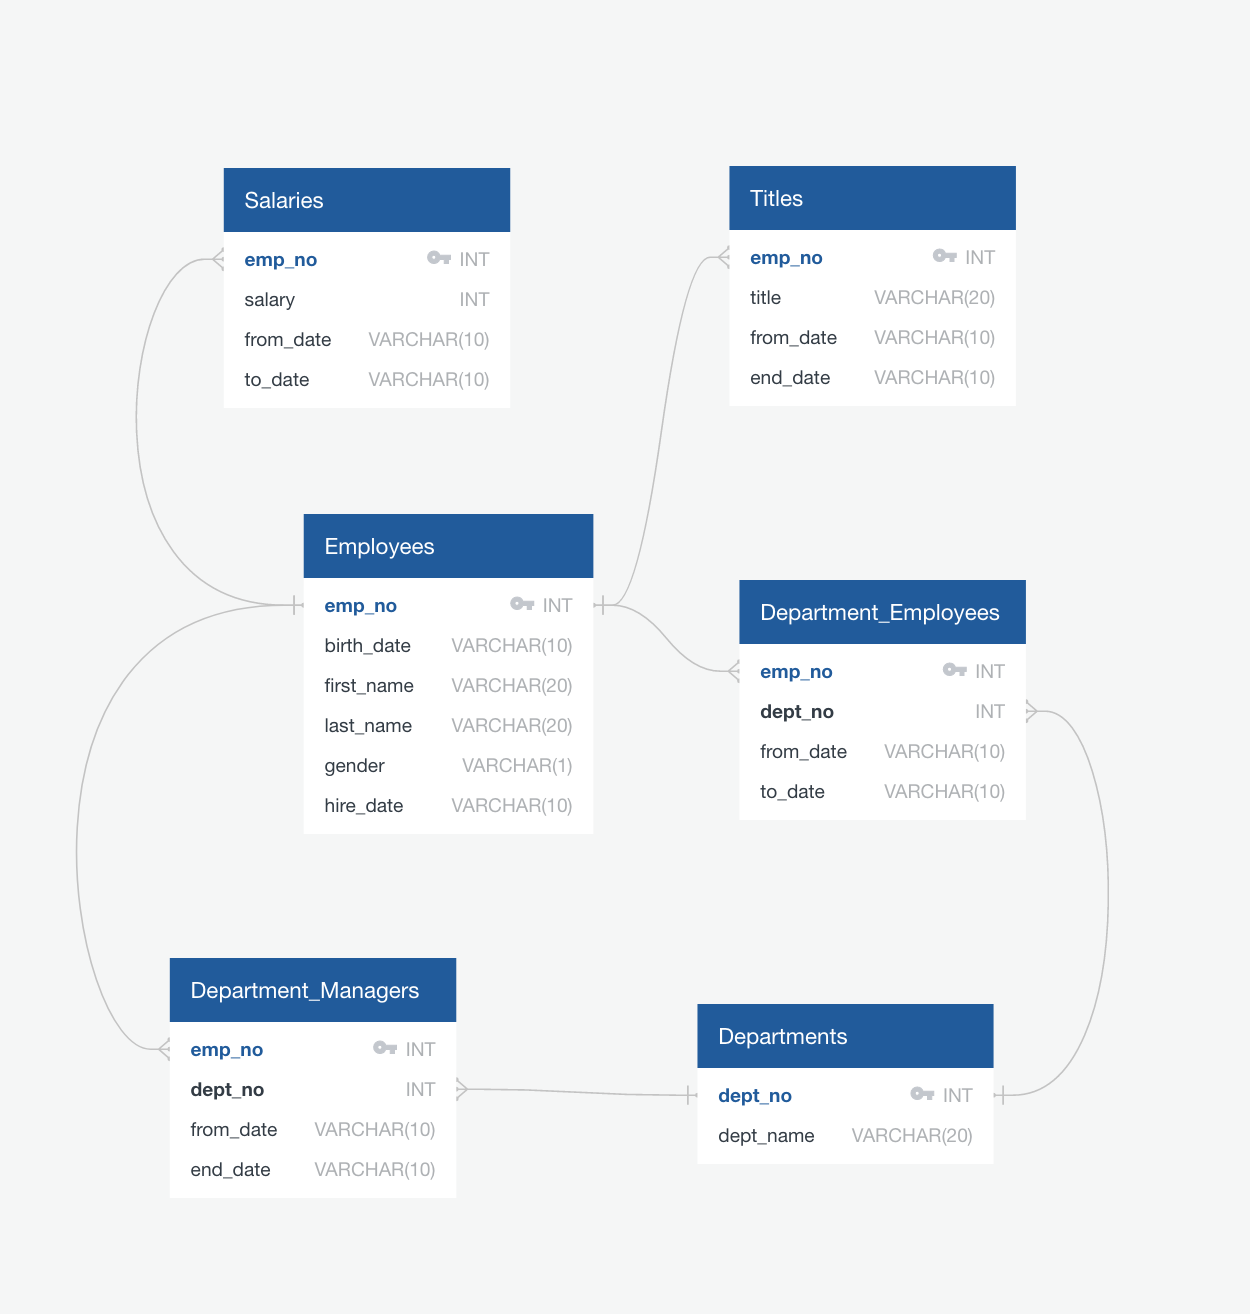 Salaries
emp_no INT
salary INT
from_date VARCHAR(10)
to_date VARCHAR(10)
Titles
emp_no INT
title VARCHAR(20)
from_date VARCHAR(10)
end_date VARCHAR(10)
Employees
emp_no INT
birth_date VARCHAR(10)
first_name VARCHAR(20)
last_name VARCHAR(20)
gender VARCHAR(1)
hire_date VARCHAR(10)
Department_Employees
emp_no INT
dept_no INT
from_date VARCHAR(10)
to_date VARCHAR(10)
Department_Managers
emp_no INT
dept_no INT
from_date VARCHAR(10)
end_date VARCHAR(10)
Departments
dept_no INT
dept_name VARCHAR(20)